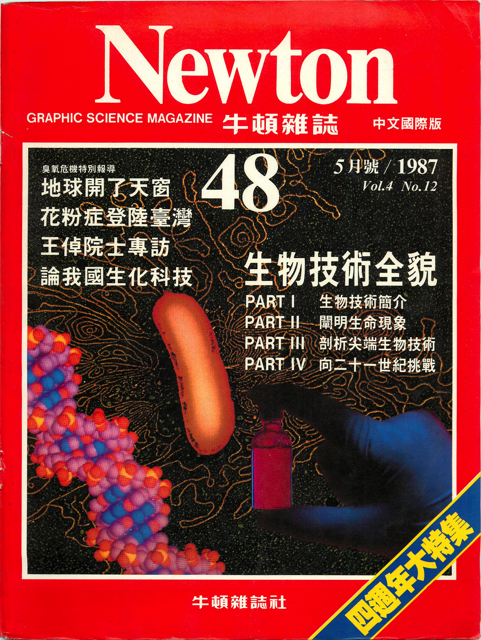 Newton
GRAPHIC SCIENCE MAGAZINE 牛頓雜誌 中文國際版
臭氧危機特別報導
地球開了天窗
花粉症登陸臺灣
王倬院士專訪
論我國生化科技
48
5月號/1987
Vol.4 No.12
生物技術全貌
PART I 生物技術簡介
PART II 闡明生命現象
PART III 剖析尖端生物技術
PART IV 向二十一世紀挑戰
四週年大特集
牛頓雜誌社